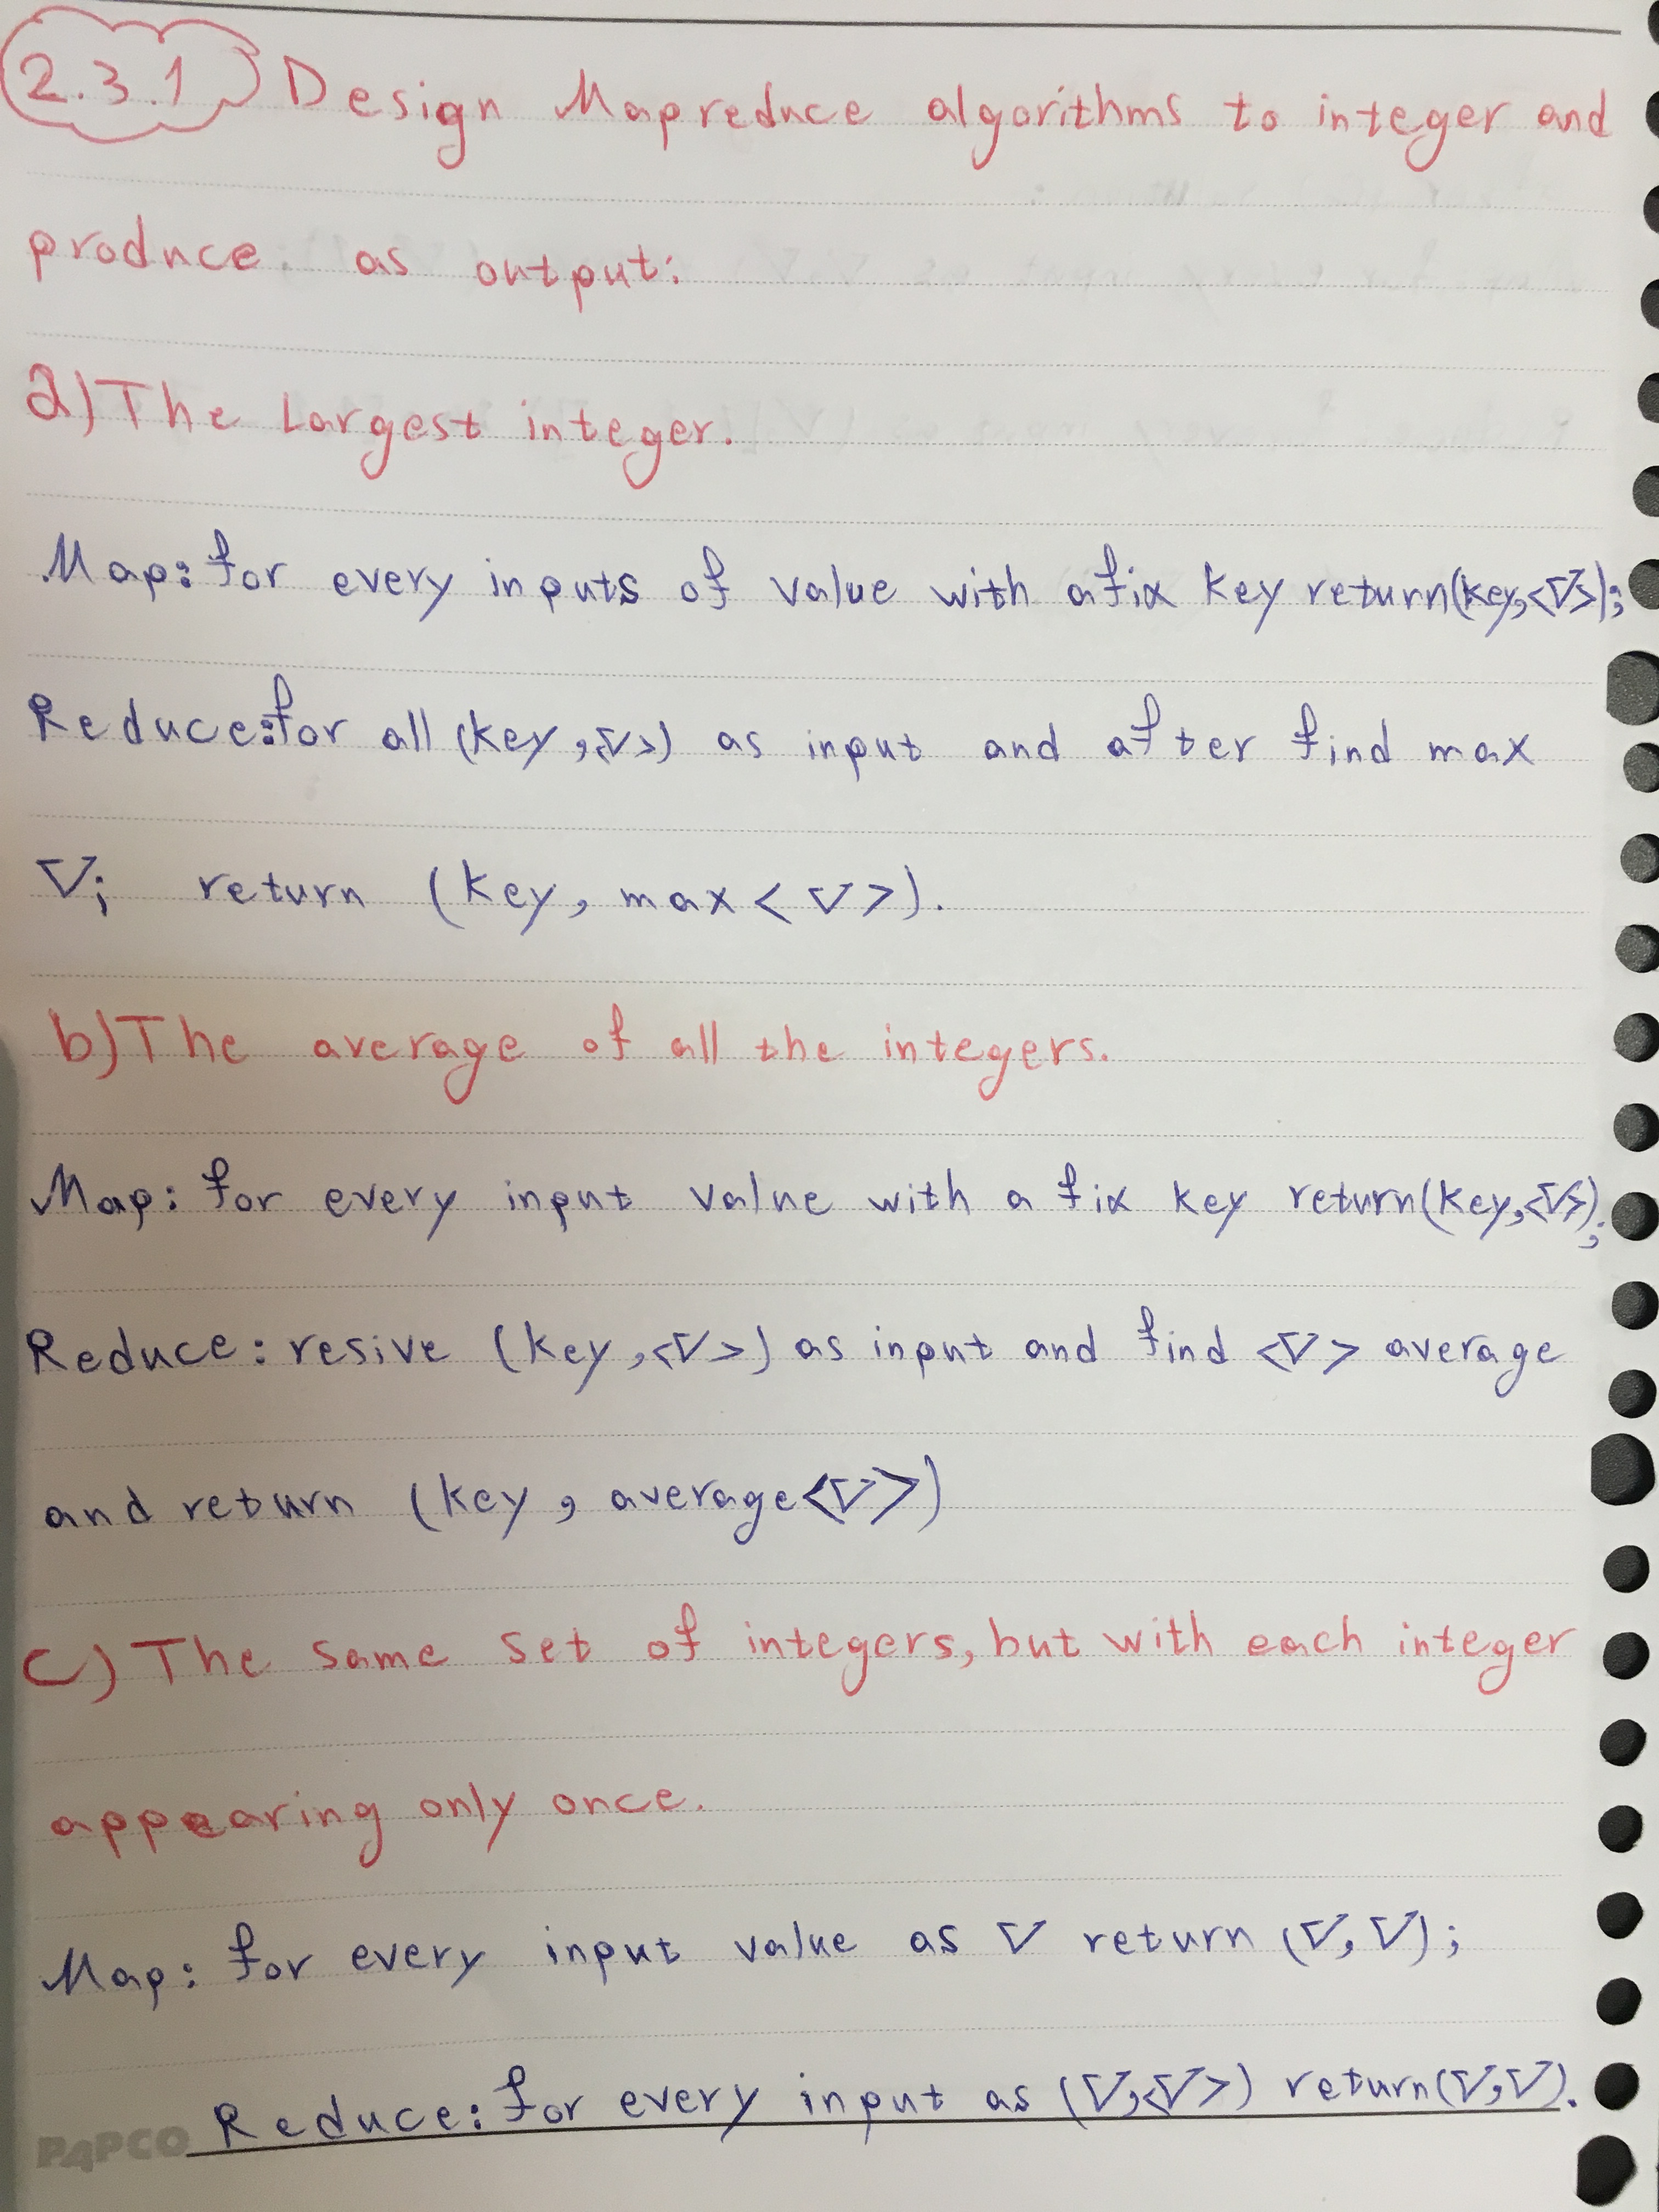 2.3.1 Design Mapreduce algorithms to integer and
produce as output:
a) The Largest integer.
Map: for every inputs of value with a fix key return(key,<V>);
Reduce: for all (key,<V>) as input and after find max
V; return (key, max<V>).
b) The average of all the integers.
Map: for every input value with a fix key return(key,<V>);
Reduce: resive (key,<V>) as input and find <V> average
and return (key, average<V>)
c) The same set of integers, but with each integer
appearing only once.
Map: for every input value as V return (V,V);
Reduce: for every input as (V,<V>) return(V,V).
PAPCO